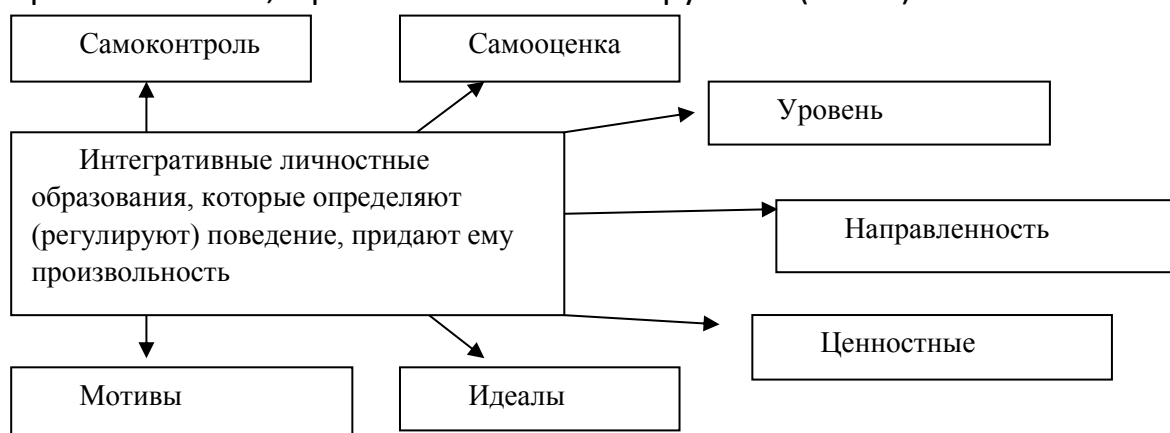 Самоконтроль
Самооценка
Уровень
Интегративные личностные
образования, которые определяют
(регулируют) поведение, придают ему
произвольность
Направленность
Ценностные
Мотивы
Идеалы